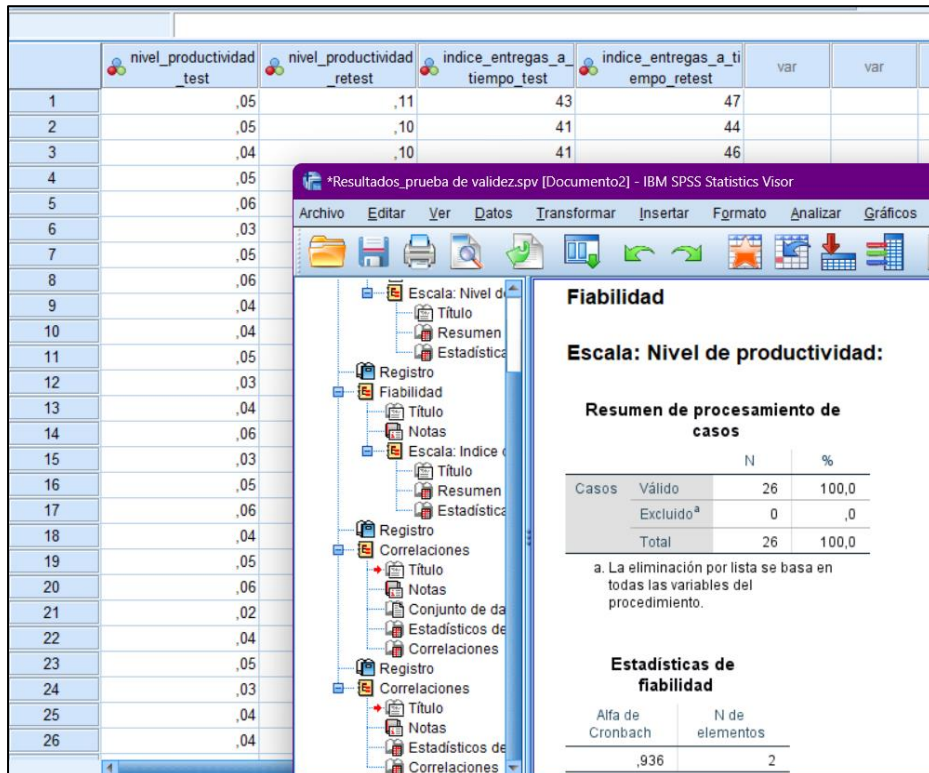 nivel_productividad_test nivel_productividad_retest indice_entregas_a_tiempo_test indice_entregas_a_tiempo_retest var var
1 ,05 ,11 43 47
2 ,05 ,10 41 44
3 ,04 ,10 41 46
4 ,05
5 ,06
6 ,03
7 ,05
8 ,06
9 ,04
10 ,04
11 ,05
12 ,03
13 ,04
14 ,06
15 ,03
16 ,05
17 ,06
18 ,04
19 ,05
20 ,06
21 ,02
22 ,04
23 ,05
24 ,03
25 ,04
26 ,04
*Resultados_prueba de validez.spv [Documento2] - IBM SPSS Statistics Visor
Archivo Editar Ver Datos Transformar Insertar Formato Analizar Gráficos
Escala: Nivel de
Título
Resumen
Estadística
Registro
Fiabilidad
Título
Notas
Escala: Indice
Título
Resumen
Estadística
Registro
Correlaciones
Título
Notas
Conjunto de da
Estadísticos de
Correlaciones
Registro
Correlaciones
Título
Notas
Estadísticos de
Correlaciones
Fiabilidad
Escala: Nivel de productividad:
Resumen de procesamiento de
casos
N %
Casos Válido 26 100,0
Excluidoª 0 ,0
Total 26 100,0
a. La eliminación por lista se basa en
todas las variables del
procedimiento.
Estadísticas de
fiabilidad
Alfa de
Cronbach
N de
elementos
,936 2